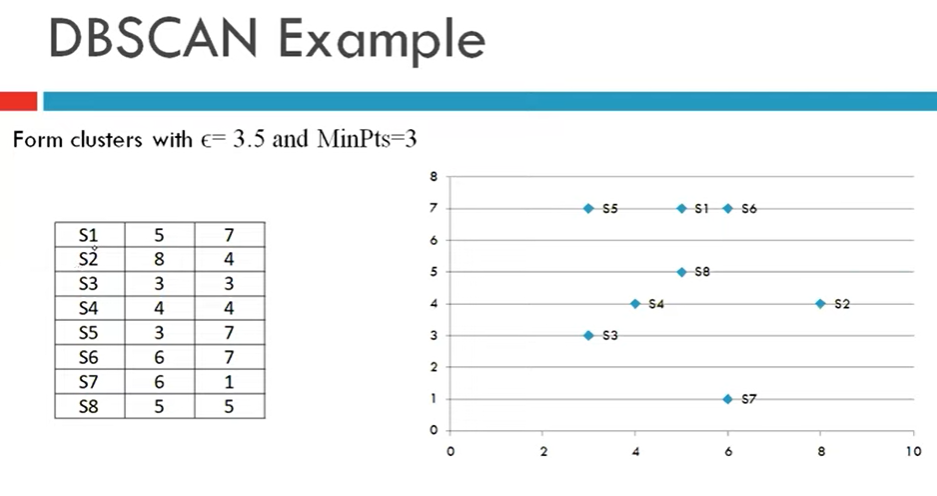 DBSCAN Example
Form clusters with ϵ= 3.5 and MinPts=3
S1 5 7
S2 8 4
S3 3 3
S4 4 4
S5 3 7
S6 6 7
S7 6 1
S8 5 5
8
7 S5 S1 S6
6
5 S8
4 S4 S2
3 S3
2
1 S7
0
0 2 4 6 8 10